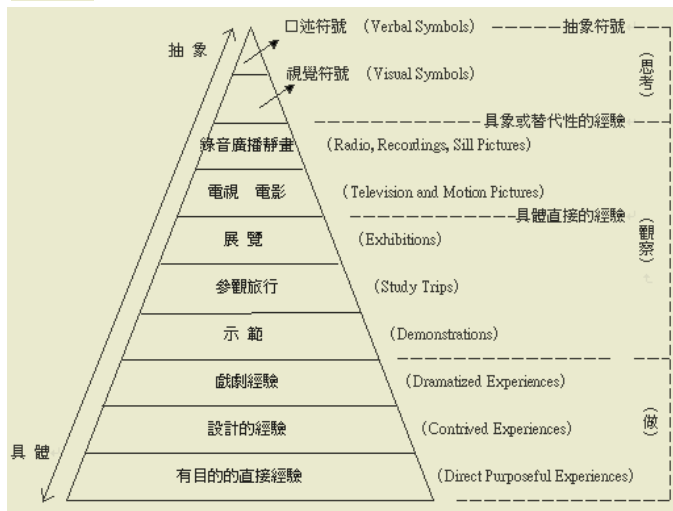 口述符號 (Verbal Symbols) 抽象符號
抽 象
視覺符號 (Visual Symbols)
(思考)
具象或替代性的經驗
錄音廣播靜畫 (Radio, Recordings, Sill Pictures)
電視 電影 (Television and Motion Pictures)
具體直接的經驗
展 覽 (Exhibitions)
(觀察)
參觀旅行 (Study Trips)
示 範 (Demonstrations)
戲劇經驗 (Dramatized Experiences)
設計的經驗 (Contrived Experiences)
(做)
具 體
有目的的直接經驗 (Direct Purposeful Experiences)